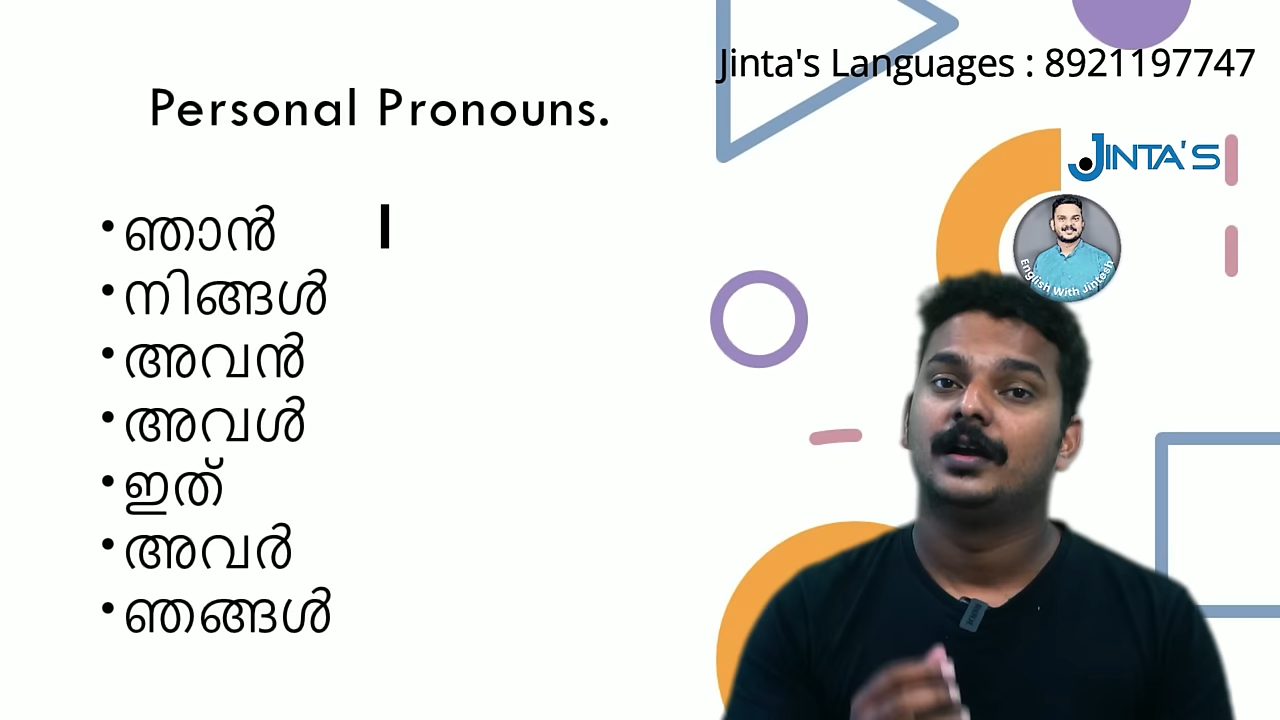 Jinta's Languages : 8921197747
Personal Pronouns.
JINTA'S
English With Jintesh
•ഞാൻ I
•നിങ്ങൾ
•അവൻ
•അവൾ
•ഇത്
•അവർ
•ഞങ്ങൾ